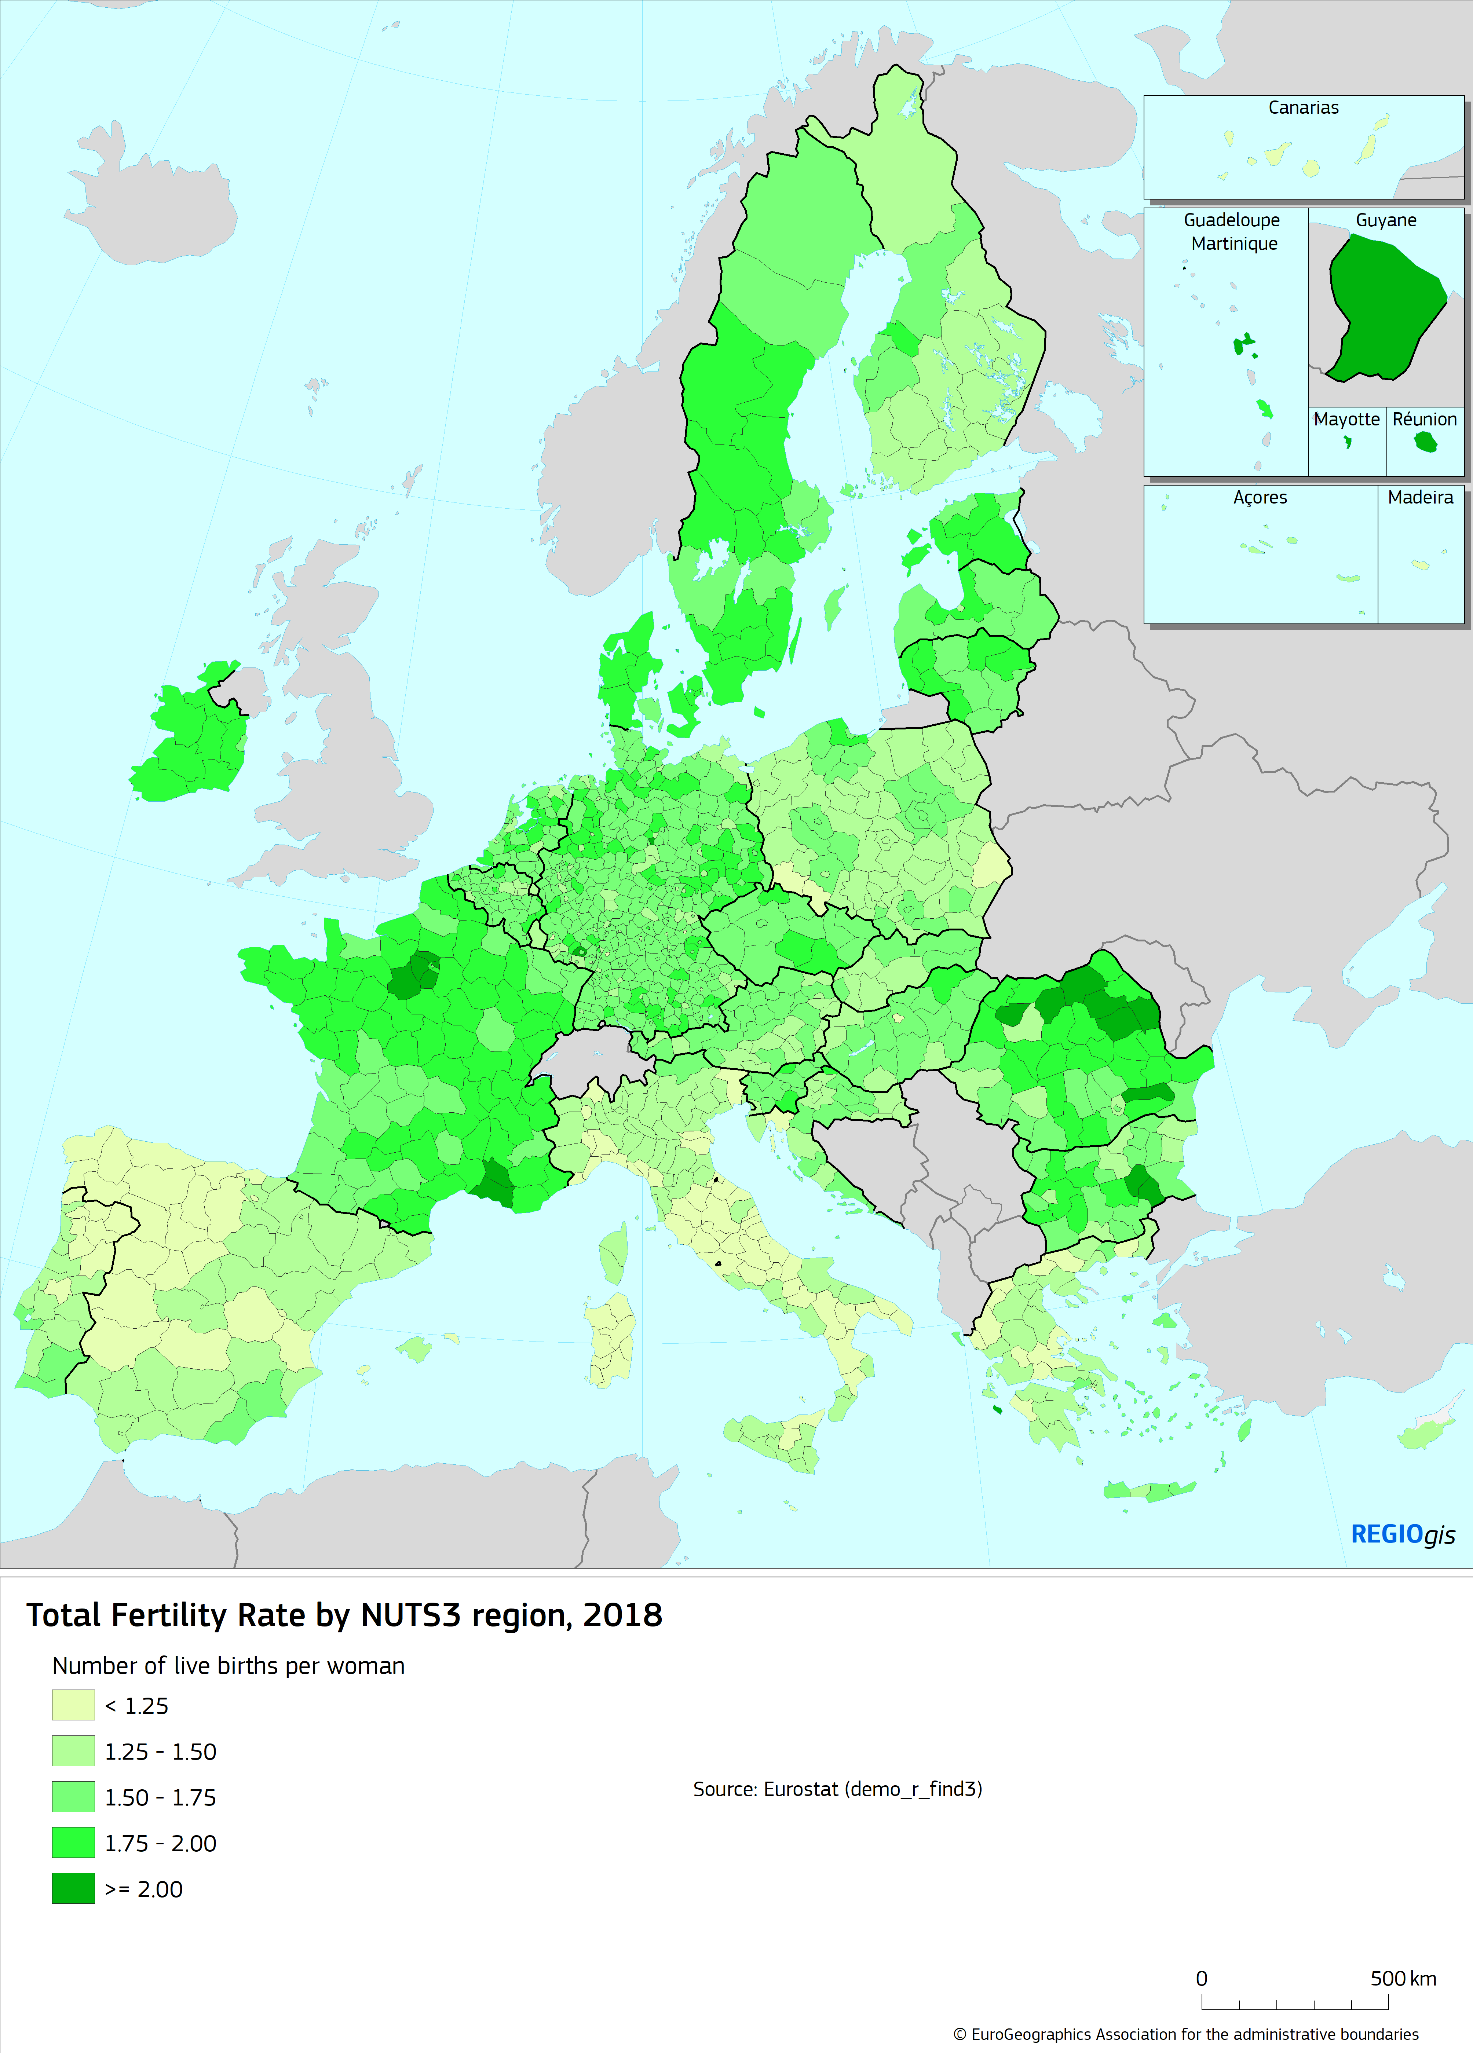 Canarias
Guadeloupe
Martinique
Guyane
Mayotte
Réunion
Açores
Madeira
REGIOgis
Total Fertility Rate by NUTS3 region, 2018
Number of live births per woman
< 1.25
1.25 - 1.50
1.50 - 1.75
1.75 - 2.00
>= 2.00
Source: Eurostat (demo_r_find3)
0 500 km
© EuroGeographics Association for the administrative boundaries